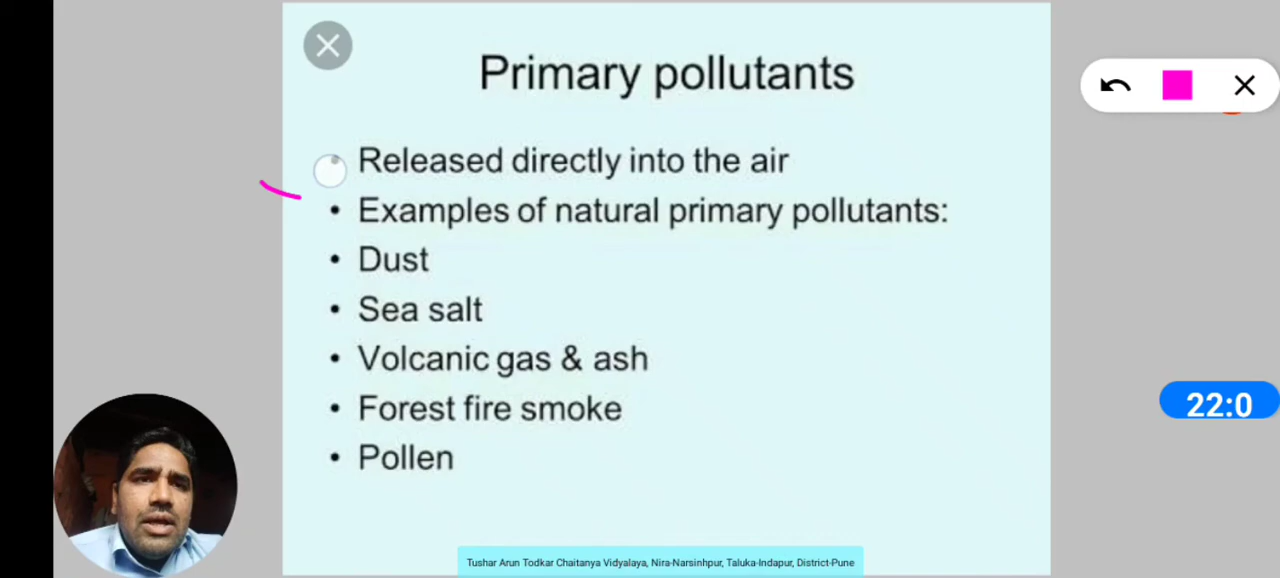 Primary pollutants
Released directly into the air
• Examples of natural primary pollutants:
• Dust
• Sea salt
• Volcanic gas & ash
• Forest fire smoke
• Pollen
22:0
Tushar Arun Todkar Chaitanya Vidyalaya, Nira-Narsinhpur, Taluka-Indapur, District-Pune